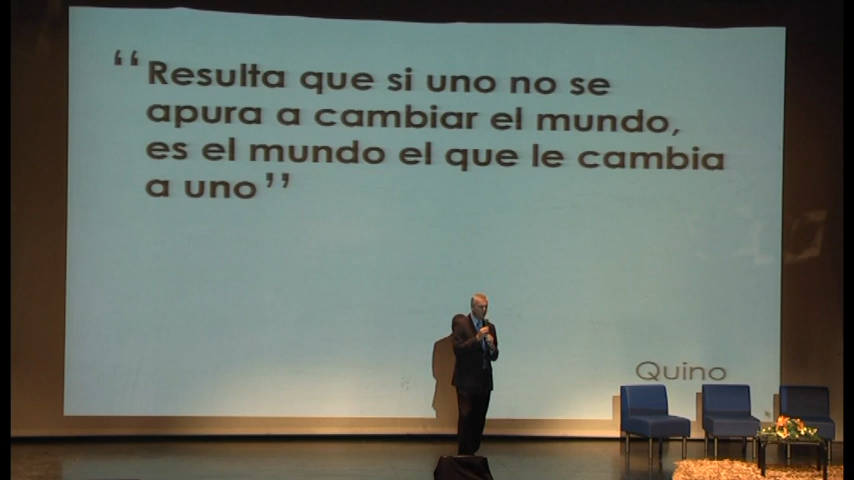 “Resulta que si uno no se
apura a cambiar el mundo,
es el mundo el que le cambia
a uno”
Quino